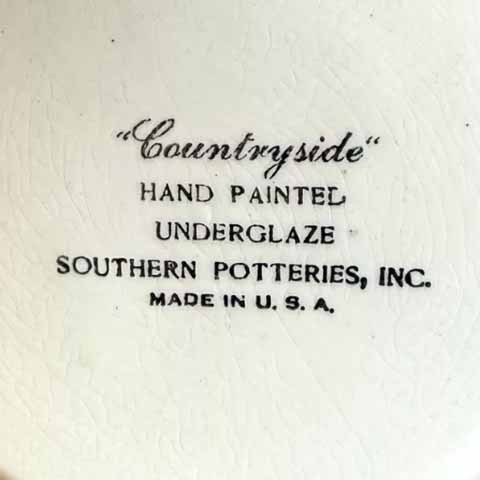 "Countryside"
HAND PAINTED
UNDERGLAZE
SOUTHERN POTTERIES, INC.
MADE IN U. S. A.